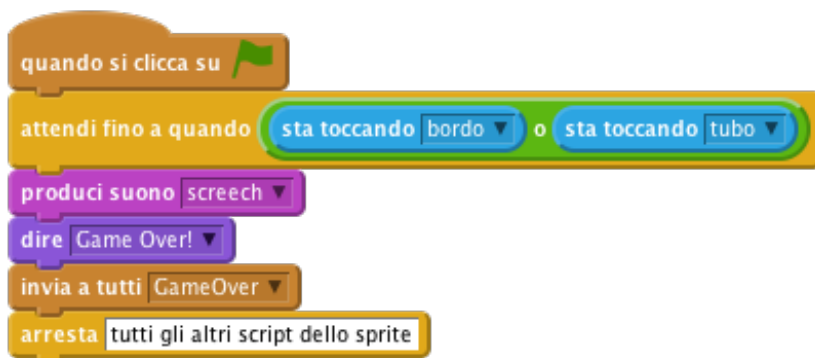 quando si clicca su
attendi fino a quando sta toccando bordo o sta toccando tubo
produci suono screech
dire Game Over!
invia a tutti GameOver
arresta tutti gli altri script dello sprite